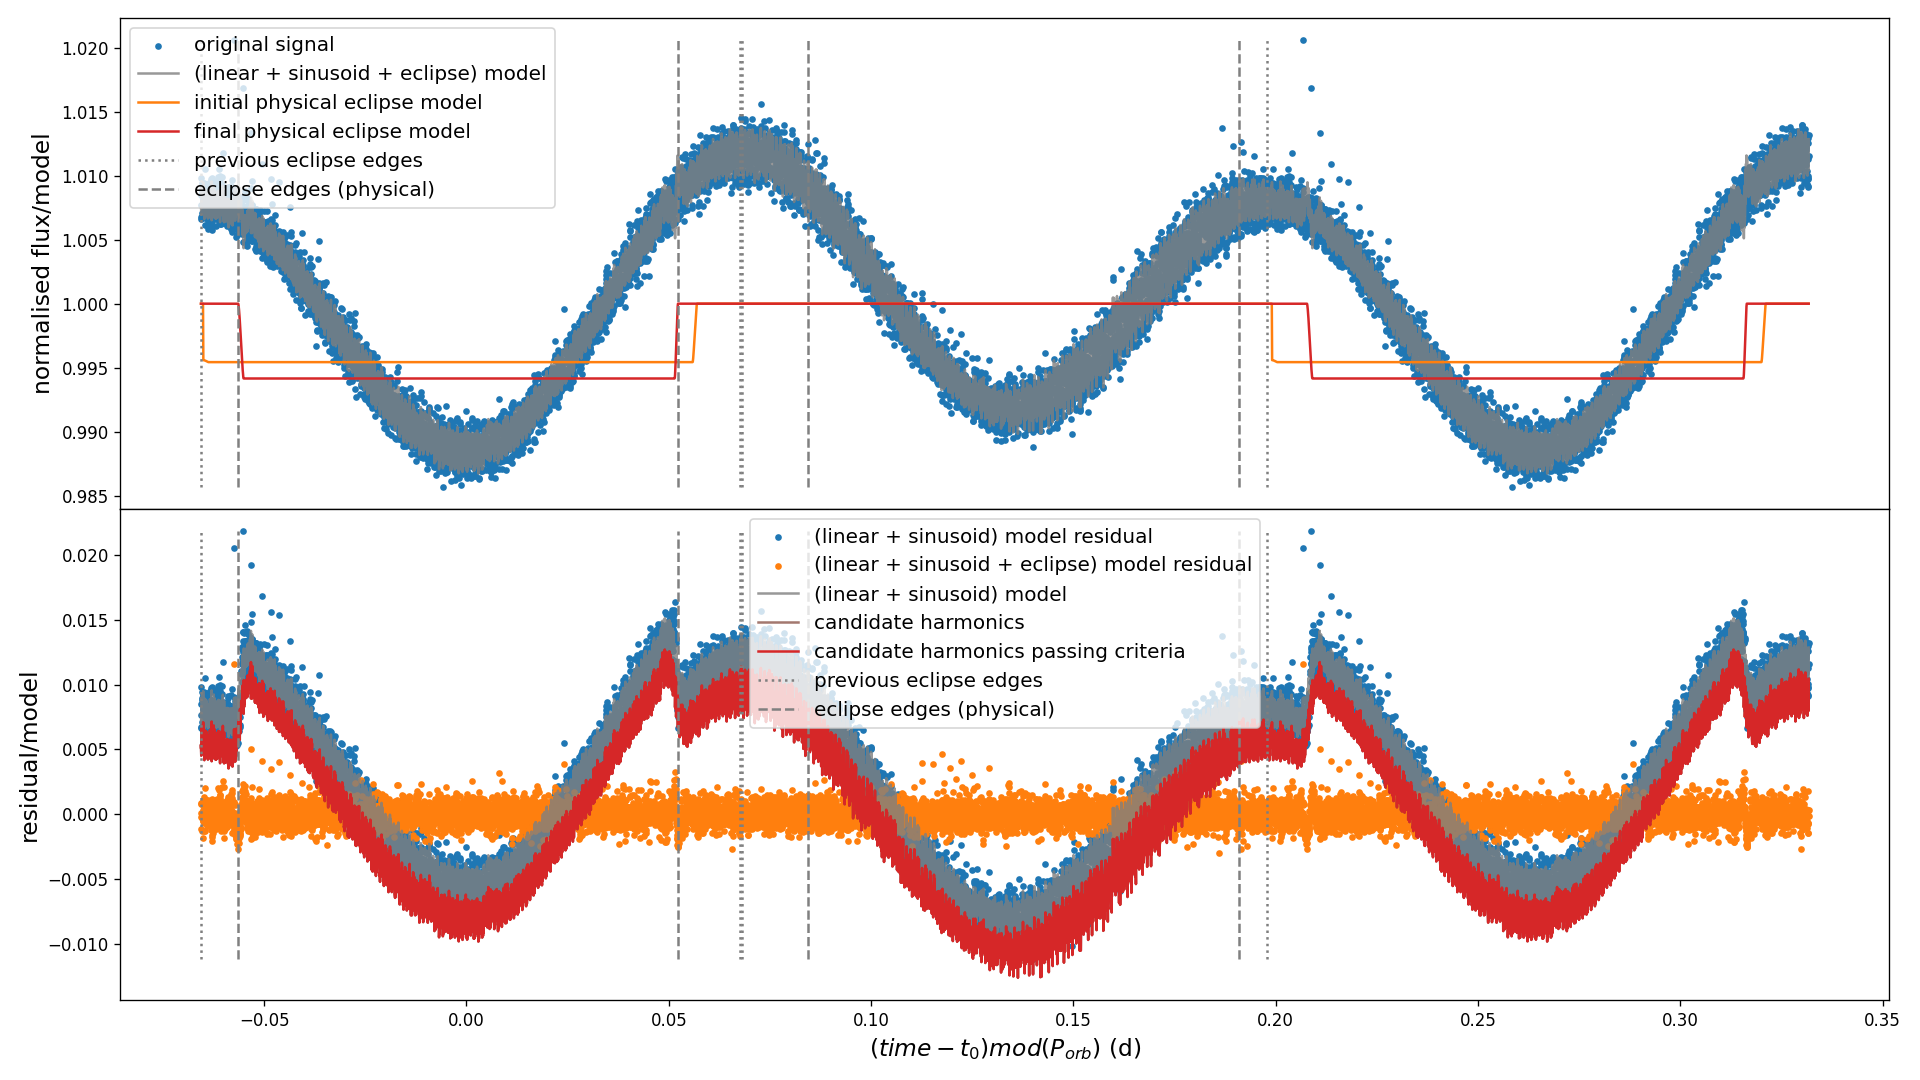 original signal
(linear + sinusoid + eclipse) model
initial physical eclipse model
final physical eclipse model
previous eclipse edges
eclipse edges (physical)
normalised flux/model
1.020
1.015
1.010
1.005
1.000
0.995
0.990
0.985
(linear + sinusoid) model residual
(linear + sinusoid + eclipse) model residual
(linear + sinusoid) model
candidate harmonics
candidate harmonics passing criteria
previous eclipse edges
eclipse edges (physical)
residual/model
0.020
0.015
0.010
0.005
0.000
−0.005
−0.010
−0.05 0.00 0.05 0.10 0.15 0.20 0.25 0.30 0.35
(time − t₀)mod(P_orb) (d)